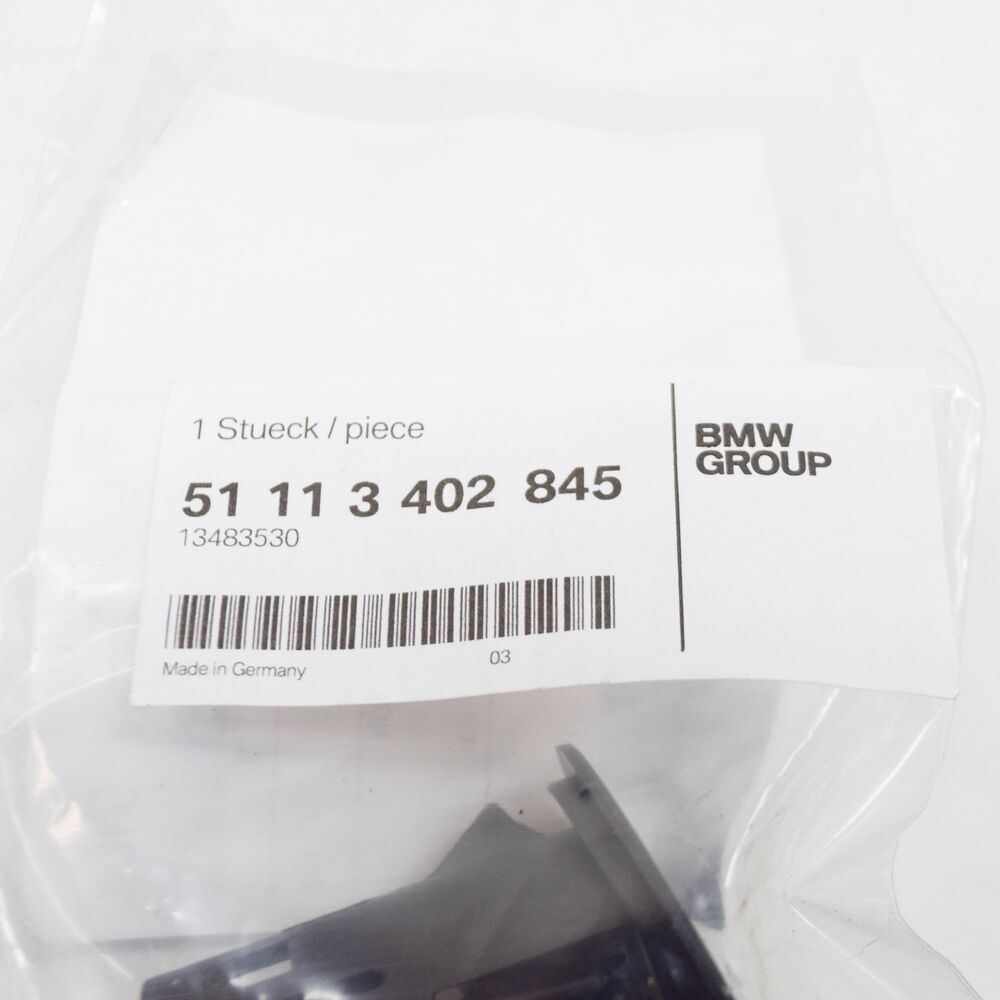 1 Stueck / piece
51 11 3 402 845
13483530
Made in Germany
03
BMW
GROUP